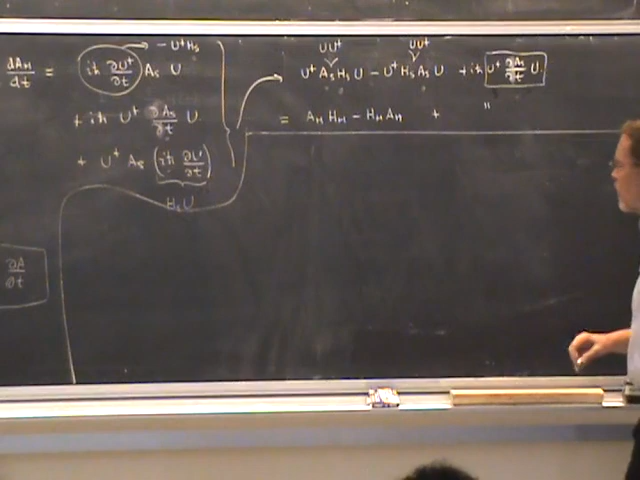 dA_H/dt = iħ ∂U†/∂t A_S U
→ - U†H_S
+ iħ U† ∂A_S/∂t U
+ U† A_S (iħ ∂U/∂t)
H_S U
UU† UU†
U† A_S H_S U - U† H_S A_S U + iħ U† ∂A_S/∂t U
= A_H H_H - H_H A_H + "
∂A/∂t